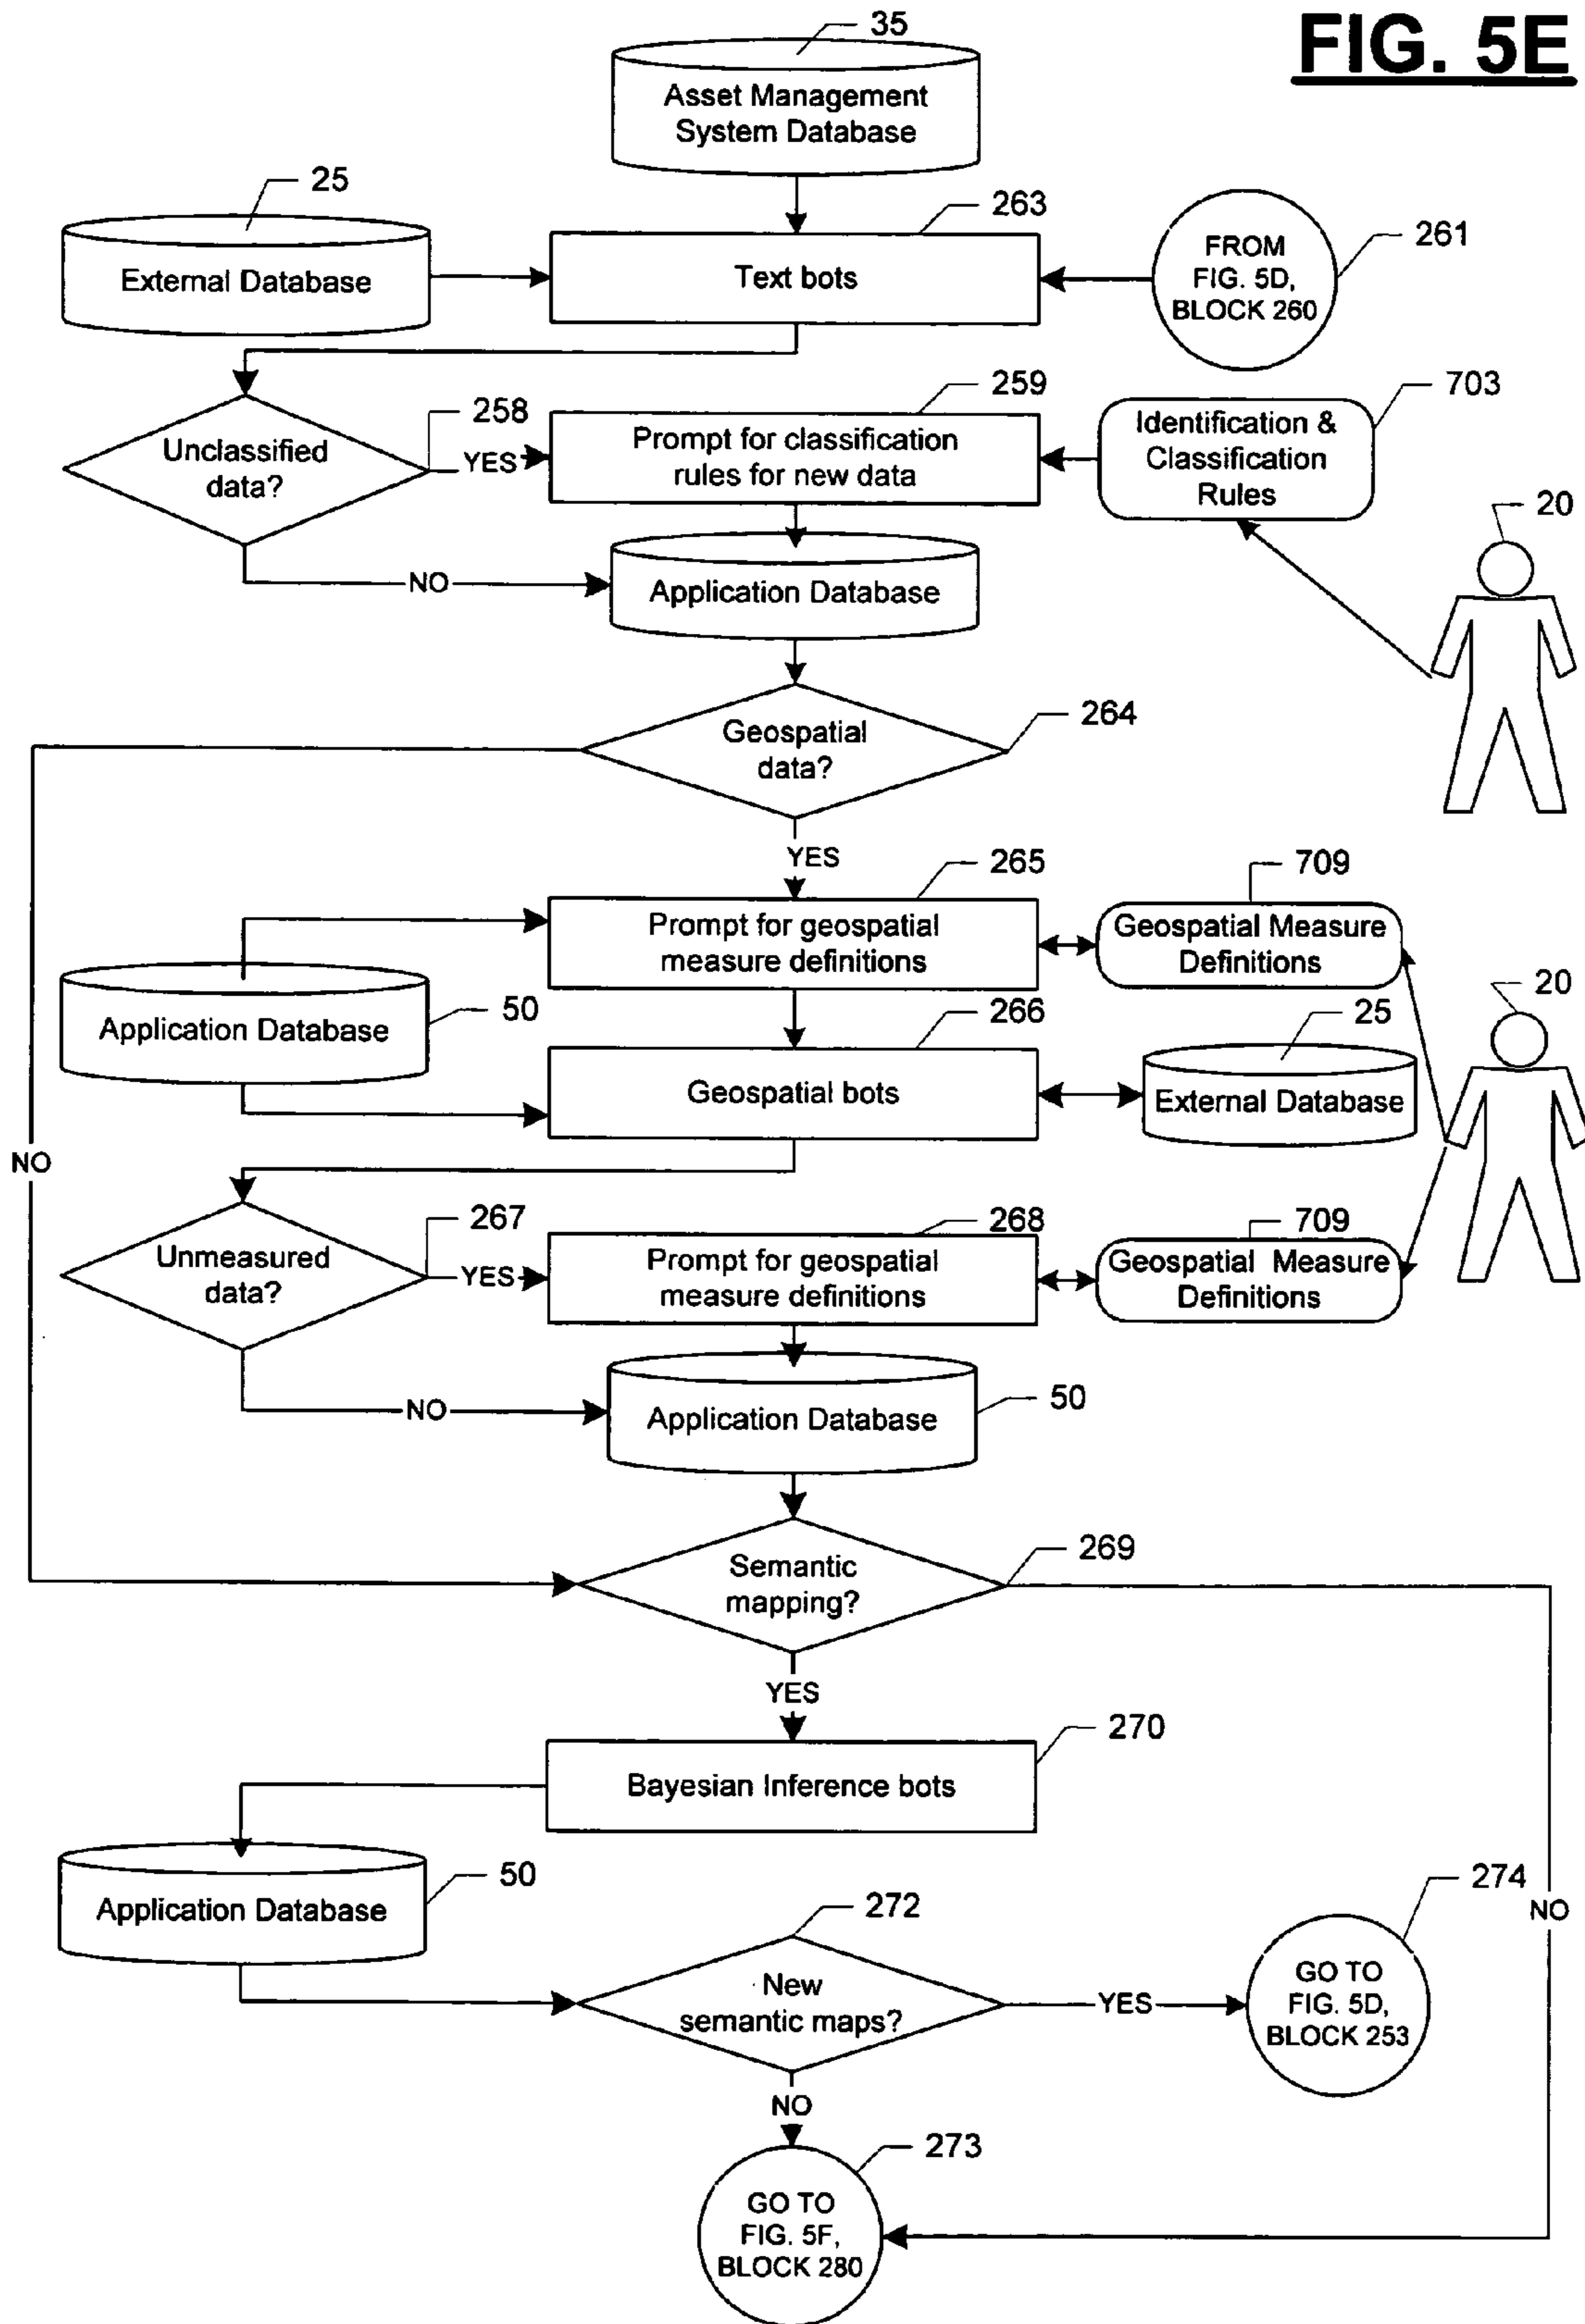 FIG. 5E
35
Asset Management
System Database
25
External Database
263
Text bots
FROM
FIG. 5D,
BLOCK 260
261
Unclassified
data?
258
YES
259
Prompt for classification
rules for new data
703
Identification &
Classification
Rules
20
NO
Application Database
Geospatial
data?
264
YES
265
Prompt for geospatial
measure definitions
709
Geospatial Measure
Definitions
20
Application Database
50
266
Geospatial bots
25
External Database
NO
Unmeasured
data?
267
YES
268
Prompt for geospatial
measure definitions
709
Geospatial Measure
Definitions
NO
Application Database
50
Semantic
mapping?
269
YES
270
Bayesian Inference bots
Application Database
50
272
New
semantic maps?
YES
274
GO TO
FIG. 5D,
BLOCK 253
NO
NO
273
GO TO
FIG. 5F,
BLOCK 280